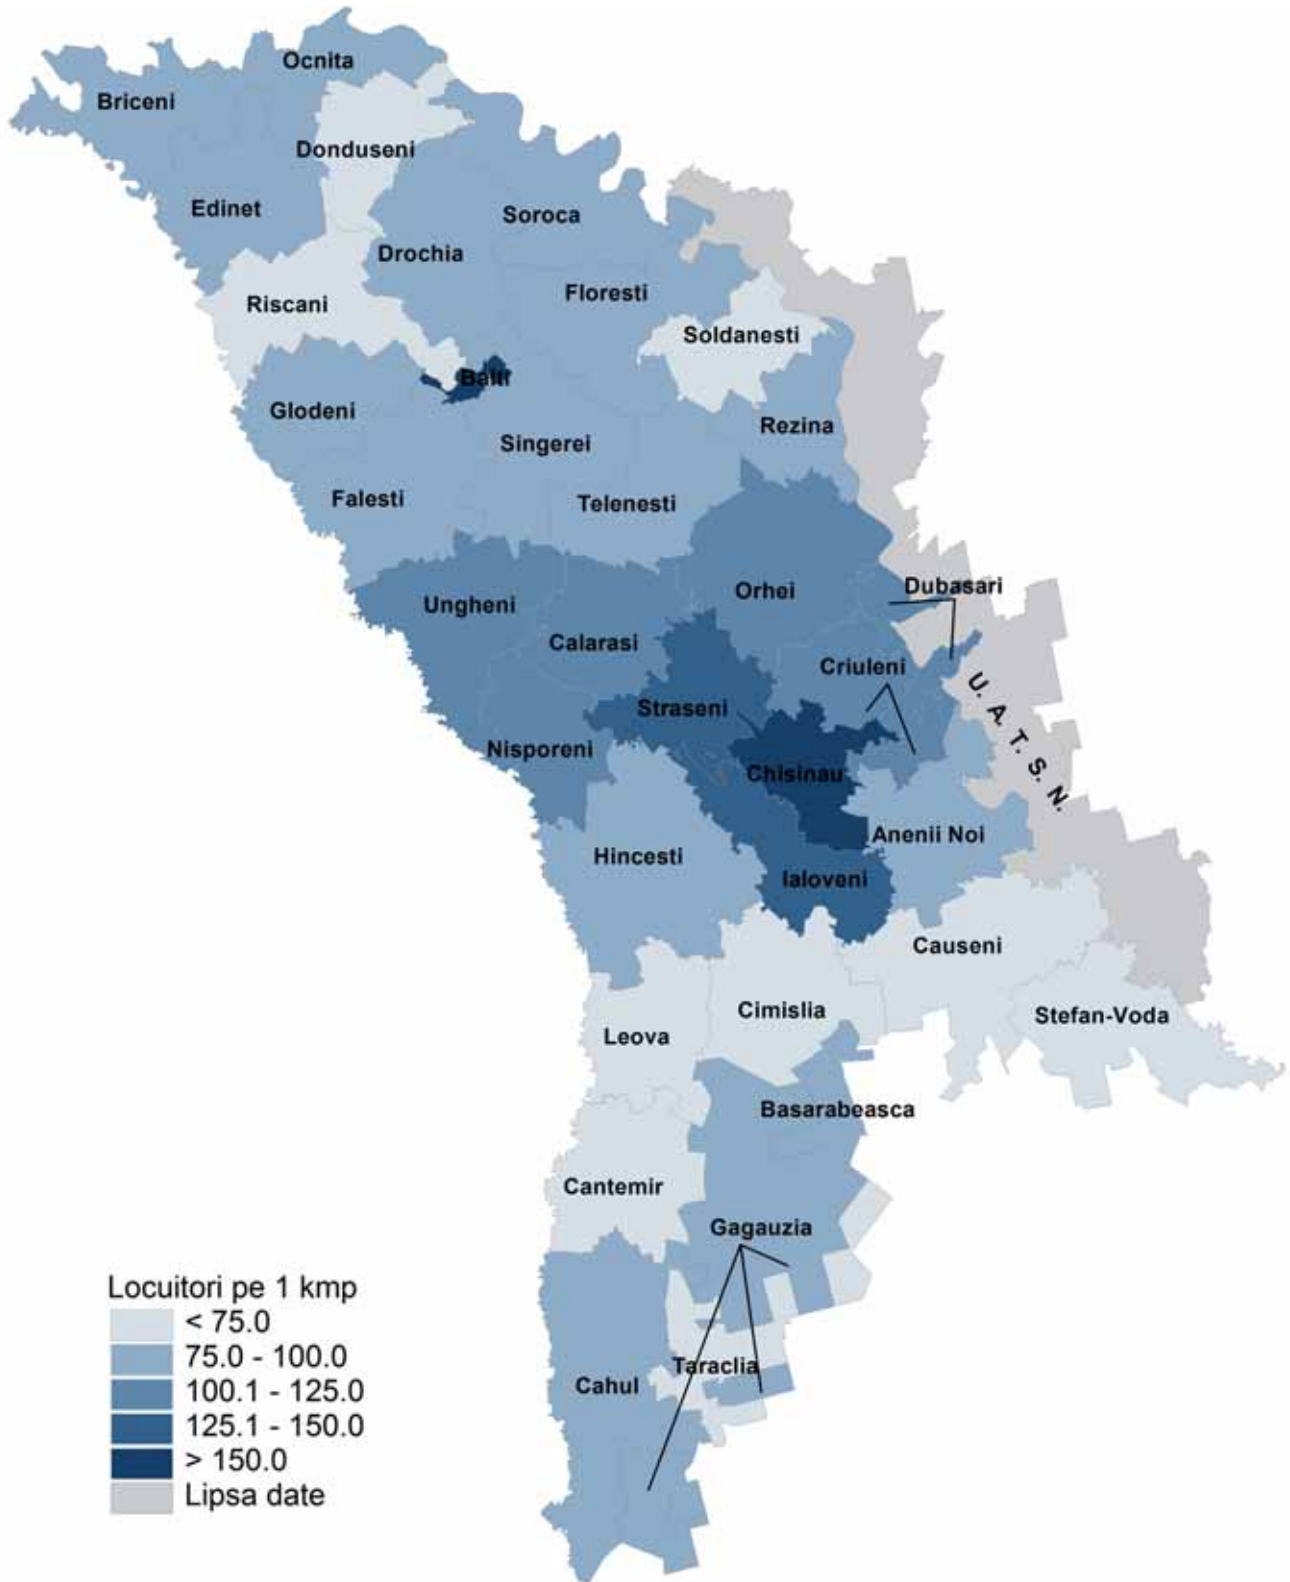 Ocnita
Briceni
Donduseni
Edinet
Soroca
Drochia
Floresti
Riscani
Soldanesti
Balti
Glodeni
Rezina
Singerei
Falesti
Telenesti
Dubasari
Orhei
Ungheni
Calarasi
Criuleni
U. A. T. S. N.
Straseni
Nisporeni
Chisinau
Anenii Noi
Hincesti
Ialoveni
Causeni
Cimislia
Stefan-Voda
Leova
Basarabeasca
Cantemir
Gagauzia
Taraclia
Cahul
Locuitori pe 1 kmp
< 75.0
75.0 - 100.0
100.1 - 125.0
125.1 - 150.0
> 150.0
Lipsa date